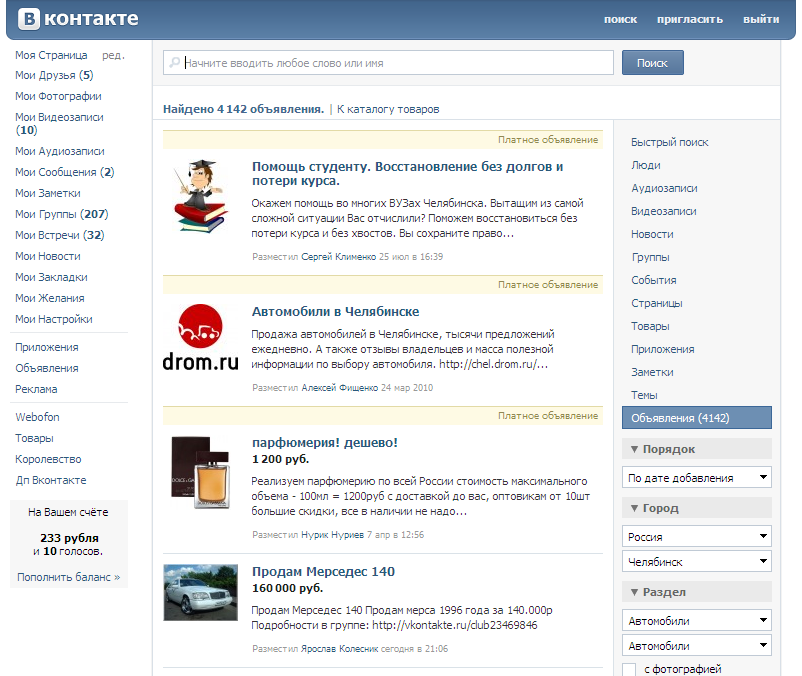 В контакте
поиск пригласить выйти
Моя Страница ред.
Мои Друзья (5)
Мои Фотографии
Мои Видеозаписи
(10)
Мои Аудиозаписи
Мои Сообщения (2)
Мои Заметки
Мои Группы (207)
Мои Встречи (32)
Мои Новости
Мои Закладки
Мои Желания
Мои Настройки
Приложения
Объявления
Реклама
Webofon
Товары
Королевство
Дп Вконтакте
На Вашем счёте
233 рубля
и 10 голосов.
Пополнить баланс »
Начните вводить любое слово или имя
Поиск
Найдено 4 142 объявления. | К каталогу товаров
Платное объявление
Помощь студенту. Восстановление без долгов и
потери курса.
Окажем помощь во многих ВУЗах Челябинска. Вытащим из самой
сложной ситуации Вас отчислили? Поможем восстановиться без
потери курса и без хвостов. Вы сохраните право...
Разместил Сергей Клименко 25 июл в 16:39
Платное объявление
drom.ru
Автомобили в Челябинске
Продажа автомобилей в Челябинске, тысячи предложений
ежедневно. А также отзывы владельцев и масса полезной
информации по выбору автомобиля. http://chel.drom.ru/...
Разместил Алексей Фищенко 24 мар 2010
Платное объявление
парфюмерия! дешево!
1 200 руб.
Реализуем парфюмерию по всей России стоимость максимального
объема - 100мл = 1200руб с доставкой до вас, оптовикам от 10шт
большие скидки, все в наличии не надо...
Разместил Нурик Нуриев 7 апр в 12:56
Продам Мерседес 140
160 000 руб.
Продам Мерседес 140 Продам мерса 1996 года за 140.000р
Подробности в группе: http://vkontakte.ru/club23469846
Разместил Ярослав Колесник сегодня в 21:06
Быстрый поиск
Люди
Аудиозаписи
Видеозаписи
Новости
Группы
События
Страницы
Товары
Приложения
Заметки
Темы
Объявления (4142)
Порядок
По дате добавления
Город
Россия
Челябинск
Раздел
Автомобили
Автомобили
с фотографией